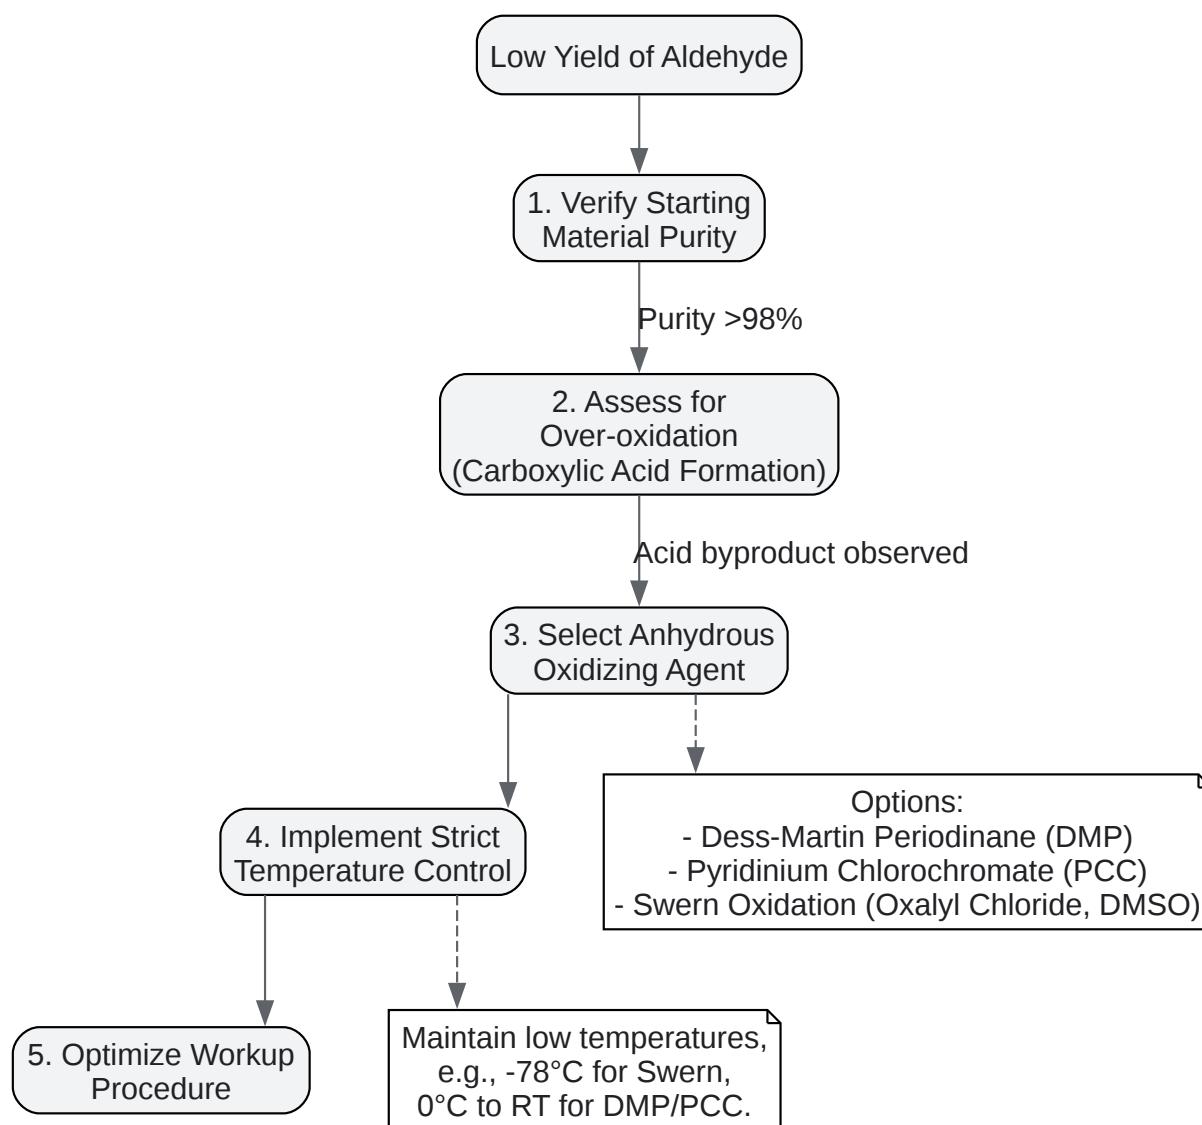 Low Yield of Aldehyde
1. Verify Starting
Material Purity
Purity >98%
2. Assess for
Over-oxidation
(Carboxylic Acid Formation)
Acid byproduct observed
3. Select Anhydrous
Oxidizing Agent
Options:
- Dess-Martin Periodinane (DMP)
- Pyridinium Chlorochromate (PCC)
- Swern Oxidation (Oxalyl Chloride, DMSO)
4. Implement Strict
Temperature Control
5. Optimize Workup
Procedure
Maintain low temperatures,
e.g., -78°C for Swern,
0°C to RT for DMP/PCC.